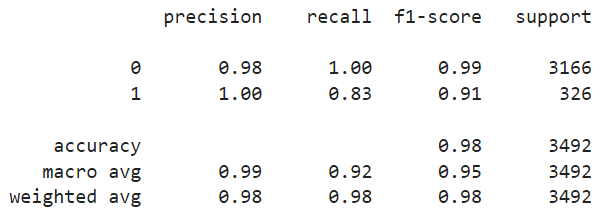 precision recall f1-score support
0 0.98 1.00 0.99 3166
1 1.00 0.83 0.91 326
accuracy 0.98 3492
macro avg 0.99 0.92 0.95 3492
weighted avg 0.98 0.98 0.98 3492